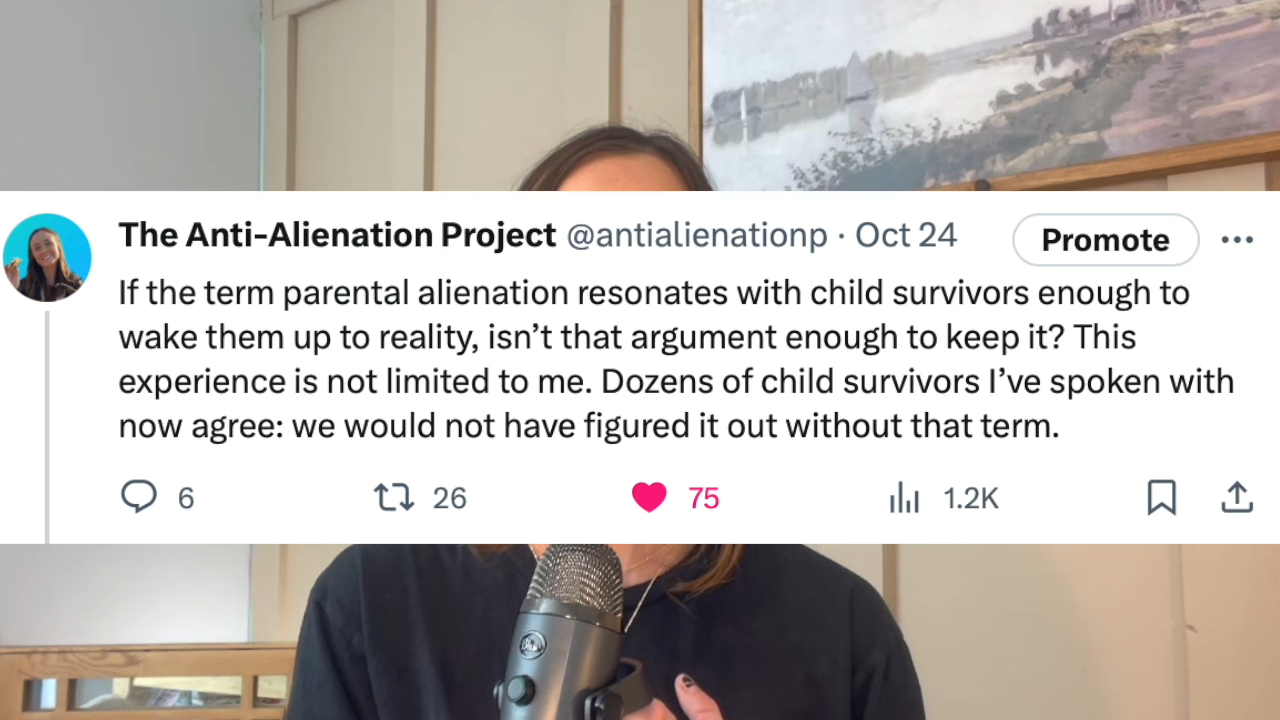 The Anti-Alienation Project @antialienationp · Oct 24
Promote
If the term parental alienation resonates with child survivors enough to
wake them up to reality, isn’t that argument enough to keep it? This
experience is not limited to me. Dozens of child survivors I’ve spoken with
now agree: we would not have figured it out without that term.
6 26 75 1.2K